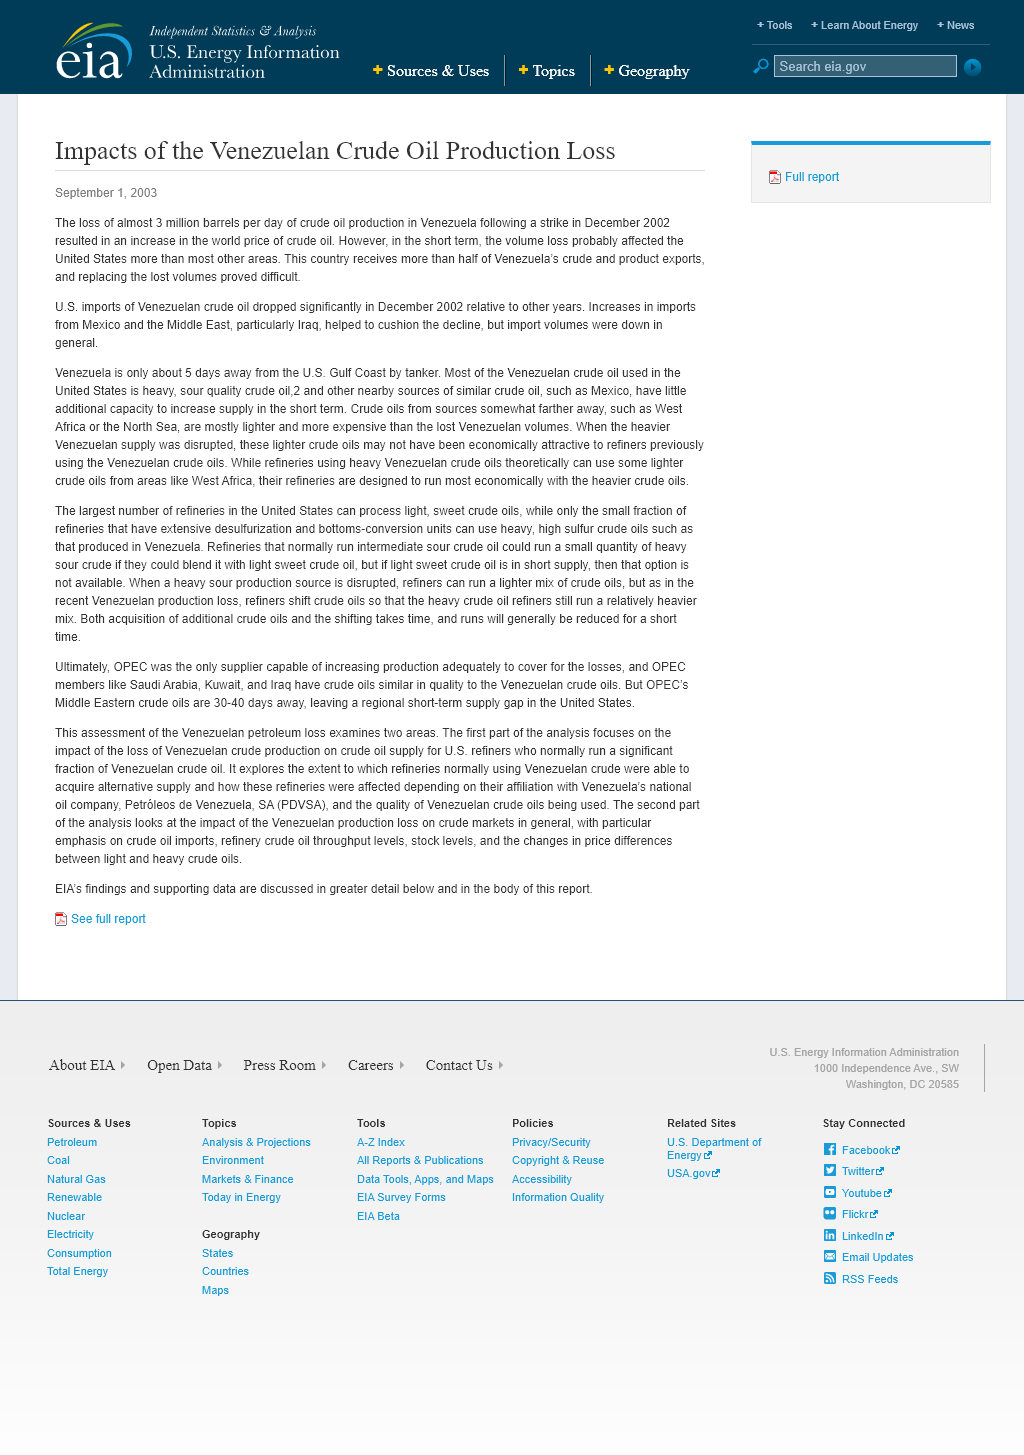 eia
Independent Statistics & Analysis
U.S. Energy Information
Administration
+ Sources & Uses
+ Topics
+ Geography
+ Tools
+ Learn About Energy
+ News
Search eia.gov
Impacts of the Venezuelan Crude Oil Production Loss
September 1, 2003
The loss of almost 3 million barrels per day of crude oil production in Venezuela following a strike in December 2002
resulted in an increase in the world price of crude oil. However, in the short term, the volume loss probably affected the
United States more than most other areas. This country receives more than half of Venezuela's crude and product exports,
and replacing the lost volumes proved difficult.
U.S. imports of Venezuelan crude oil dropped significantly in December 2002 relative to other years. Increases in imports
from Mexico and the Middle East, particularly Iraq, helped to cushion the decline, but import volumes were down in
general.
Venezuela is only about 5 days away from the U.S. Gulf Coast by tanker. Most of the Venezuelan crude oil used in the
United States is heavy, sour quality crude oil,2 and other nearby sources of similar crude oil, such as Mexico, have little
additional capacity to increase supply in the short term. Crude oils from sources somewhat farther away, such as West
Africa or the North Sea, are mostly lighter and more expensive than the lost Venezuelan volumes. When the heavier
Venezuelan supply was disrupted, these lighter crude oils may not have been economically attractive to refiners previously
using the Venezuelan crude oils. While refineries using heavy Venezuelan crude oils theoretically can use some lighter
crude oils from areas like West Africa, their refineries are designed to run most economically with the heavier crude oils.
The largest number of refineries in the United States can process light, sweet crude oils, while only the small fraction of
refineries that have extensive desulfurization and bottoms-conversion units can use heavy, high sulfur crude oils such as
that produced in Venezuela. Refineries that normally run intermediate sour crude oil could run a small quantity of heavy
sour crude if they could blend it with light sweet crude oil, but if light sweet crude oil is in short supply, then that option is
not available. When a heavy sour production source is disrupted, refiners can run a lighter mix of crude oils, but as in the
recent Venezuelan production loss, refiners shift crude oils so that the heavy crude oil refiners still run a relatively heavier
mix. Both acquisition of additional crude oils and the shifting takes time, and runs will generally be reduced for a short
time.
Ultimately, OPEC was the only supplier capable of increasing production adequately to cover for the losses, and OPEC
members like Saudi Arabia, Kuwait, and Iraq have crude oils similar in quality to the Venezuelan crude oils. But OPEC's
Middle Eastern crude oils are 30-40 days away, leaving a regional short-term supply gap in the United States.
This assessment of the Venezuelan petroleum loss examines two areas. The first part of the analysis focuses on the
impact of the loss of Venezuelan crude production on crude oil supply for U.S. refiners who normally run a significant
fraction of Venezuelan crude oil. It explores the extent to which refineries normally using Venezuelan crude were able to
acquire alternative supply and how these refineries were affected depending on their affiliation with Venezuela's national
oil company, Petróleos de Venezuela, SA (PDVSA), and the quality of Venezuelan crude oils being used. The second part
of the analysis looks at the impact of the Venezuelan production loss on crude markets in general, with particular
emphasis on crude oil imports, refinery crude oil throughput levels, stock levels, and the changes in price differences
between light and heavy crude oils.
EIA's findings and supporting data are discussed in greater detail below and in the body of this report.
See full report
Full report
About EIA
Open Data
Press Room
Careers
Contact Us
U.S. Energy Information Administration
1000 Independence Ave., SW
Washington, DC 20585
Sources & Uses
Petroleum
Coal
Natural Gas
Renewable
Nuclear
Electricity
Consumption
Total Energy
Topics
Analysis & Projections
Environment
Markets & Finance
Today in Energy
Geography
States
Countries
Maps
Tools
A-Z Index
All Reports & Publications
Data Tools, Apps, and Maps
EIA Survey Forms
EIA Beta
Policies
Privacy/Security
Copyright & Reuse
Accessibility
Information Quality
Related Sites
U.S. Department of
Energy
USA.gov
Stay Connected
Facebook
Twitter
Youtube
Flickr
LinkedIn
Email Updates
RSS Feeds